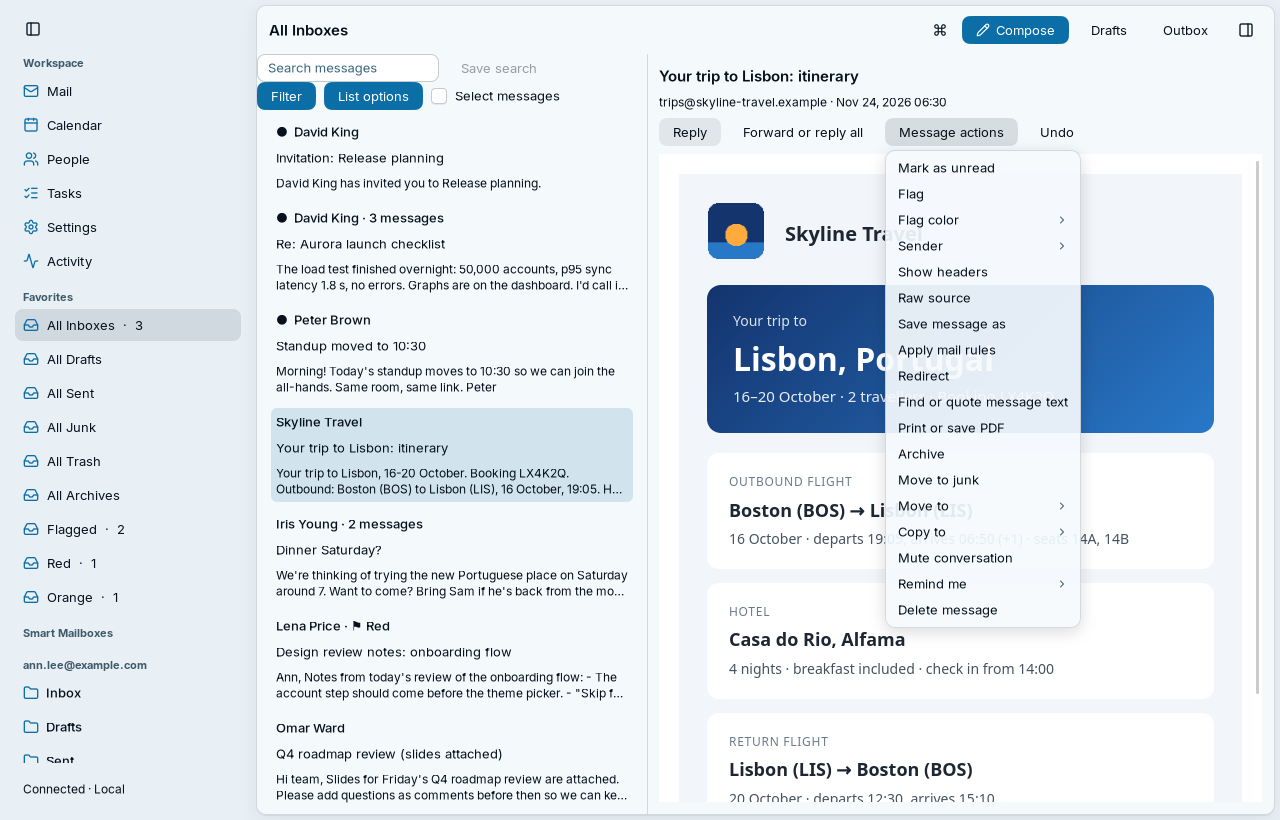 All Inboxes
⌘
Compose
Drafts
Outbox
Workspace
Mail
Calendar
People
Tasks
Settings
Activity
Favorites
All Inboxes · 3
All Drafts
All Sent
All Junk
All Trash
All Archives
Flagged · 2
Red · 1
Orange · 1
Smart Mailboxes
ann.lee@example.com
Inbox
Drafts
Sent
Connected · Local
Search messages
Save search
Filter
List options
Select messages
David King
Invitation: Release planning
David King has invited you to Release planning.
David King · 3 messages
Re: Aurora launch checklist
The load test finished overnight: 50,000 accounts, p95 sync
latency 1.8 s, no errors. Graphs are on the dashboard. I'd call i...
Peter Brown
Standup moved to 10:30
Morning! Today's standup moves to 10:30 so we can join the
all-hands. Same room, same link. Peter
Skyline Travel
Your trip to Lisbon: itinerary
Your trip to Lisbon, 16-20 October. Booking LX4K2Q.
Outbound: Boston (BOS) to Lisbon (LIS), 16 October, 19:05. H...
Iris Young · 2 messages
Dinner Saturday?
We're thinking of trying the new Portuguese place on Saturday
around 7. Want to come? Bring Sam if he's back from the mo...
Lena Price · ⚑ Red
Design review notes: onboarding flow
Ann, Notes from today's review of the onboarding flow: - The
account step should come before the theme picker. - "Skip f...
Omar Ward
Q4 roadmap review (slides attached)
Hi team, Slides for Friday's Q4 roadmap review are attached.
Please add questions as comments before then so we can ke...
Your trip to Lisbon: itinerary
trips@skyline-travel.example · Nov 24, 2026 06:30
Reply
Forward or reply all
Message actions
Undo
Mark as unread
Flag
Flag color
Sender
Show headers
Raw source
Save message as
Apply mail rules
Redirect
Find or quote message text
Print or save PDF
Archive
Move to junk
Move to
Copy to
Mute conversation
Remind me
Delete message
Skyline Travel
Your trip to
Lisbon, Portugal
16–20 October · 2 trave
OUTBOUND FLIGHT
Boston (BOS) → Lisbon (LIS)
16 October · departs 19:05, arrives 06:50 (+1) · seats 14A, 14B
HOTEL
Casa do Rio, Alfama
4 nights · breakfast included · check in from 14:00
RETURN FLIGHT
Lisbon (LIS) → Boston (BOS)
20 October · departs 12:30, arrives 15:10